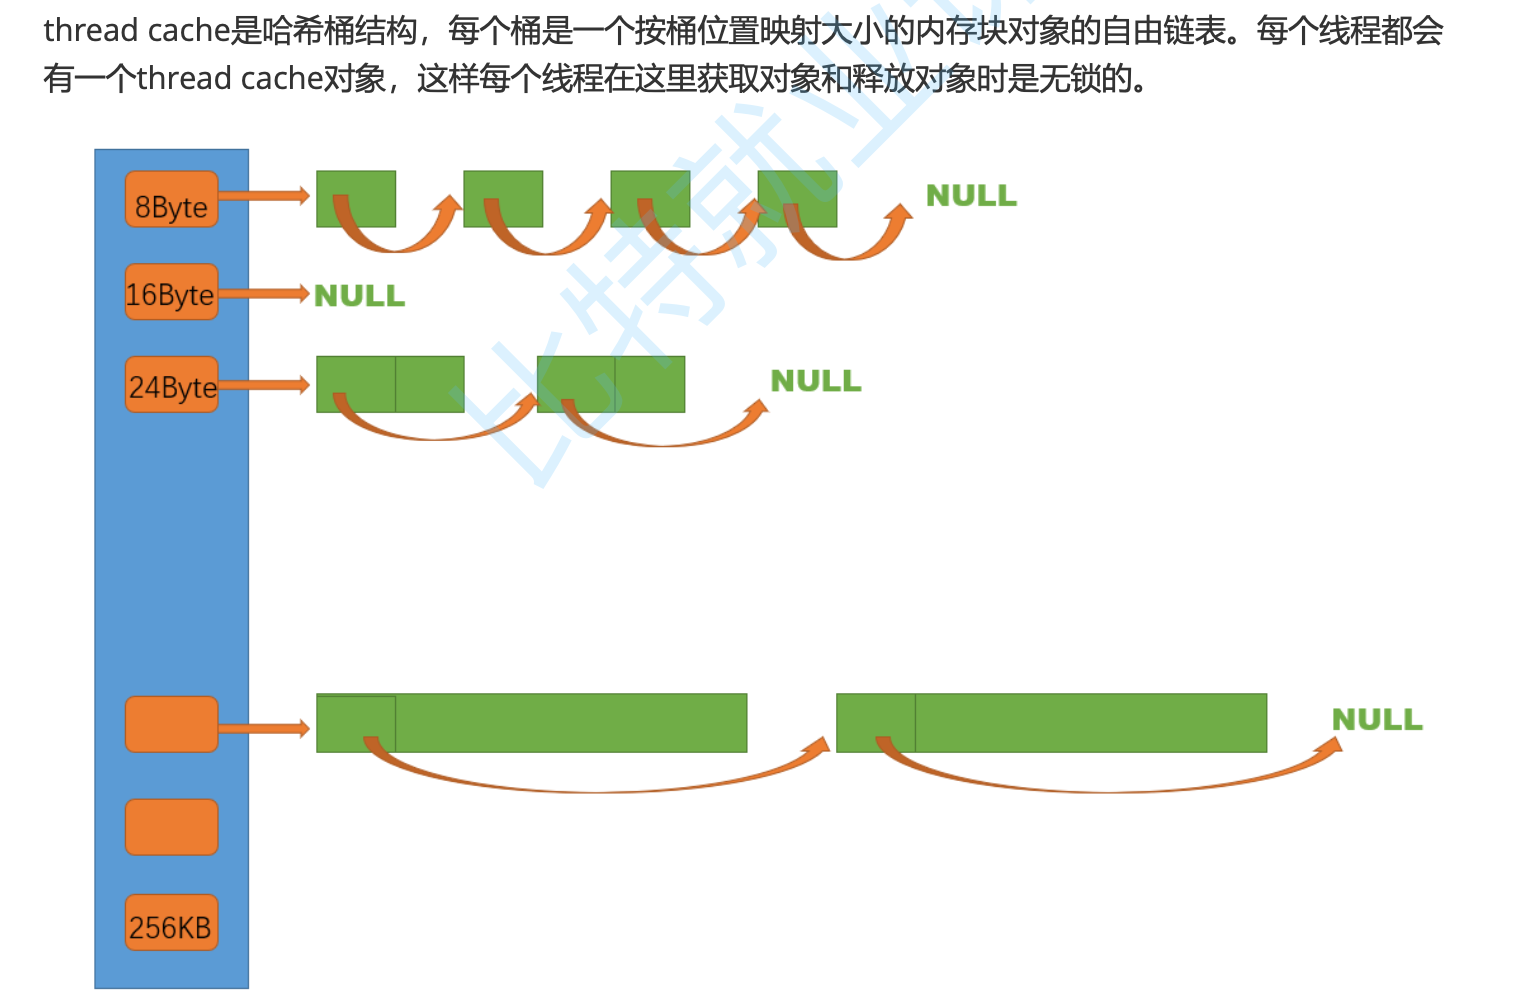 thread cache是哈希桶结构，每个桶是一个按桶位置映射大小的内存块对象的自由链表。每个线程都会
有一个thread cache对象，这样每个线程在这里获取对象和释放对象时是无锁的。
8Byte
NULL
16Byte
NULL
24Byte
NULL
NULL
256KB
比特就业